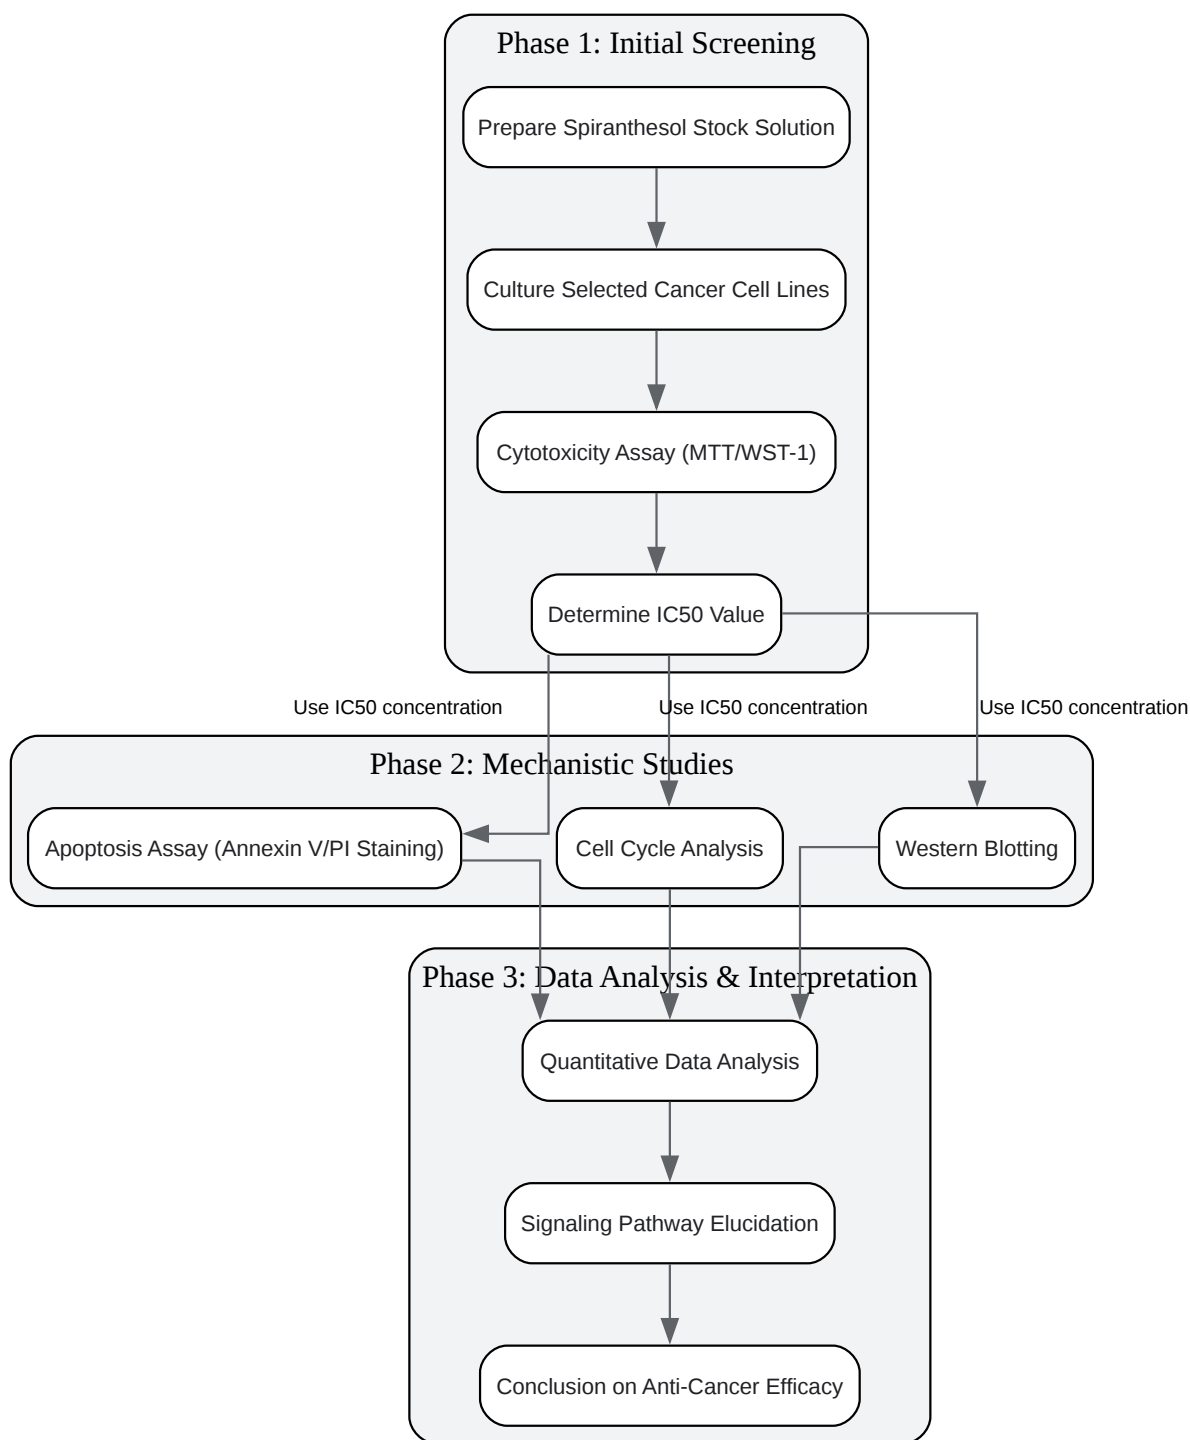 Phase 1: Initial Screening
Prepare Spiranthesol Stock Solution
Culture Selected Cancer Cell Lines
Cytotoxicity Assay (MTT/WST-1)
Determine IC50 Value
Use IC50 concentration
Use IC50 concentration
Use IC50 concentration
Phase 2: Mechanistic Studies
Apoptosis Assay (Annexin V/PI Staining)
Cell Cycle Analysis
Western Blotting
Phase 3: Data Analysis & Interpretation
Quantitative Data Analysis
Signaling Pathway Elucidation
Conclusion on Anti-Cancer Efficacy